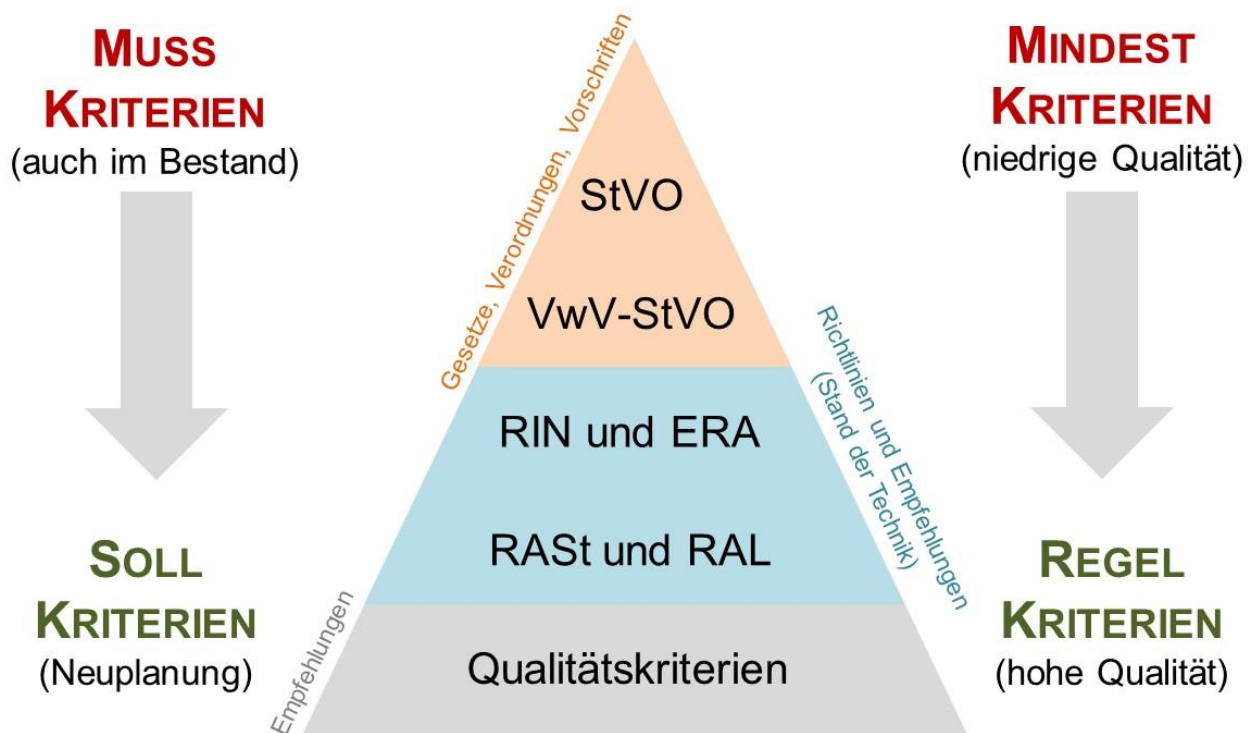 MUSS
KRITERIEN
(auch im Bestand)
SOLL
KRITERIEN
(Neuplanung)
Gesetze, Verordnungen, Vorschriften
StVO
VwV-StVO
RIN und ERA
RASt und RAL
Richtlinien und Empfehlungen
(Stand der Technik)
Empfehlungen
Qualitätskriterien
MINDEST
KRITERIEN
(niedrige Qualität)
REGEL
KRITERIEN
(hohe Qualität)